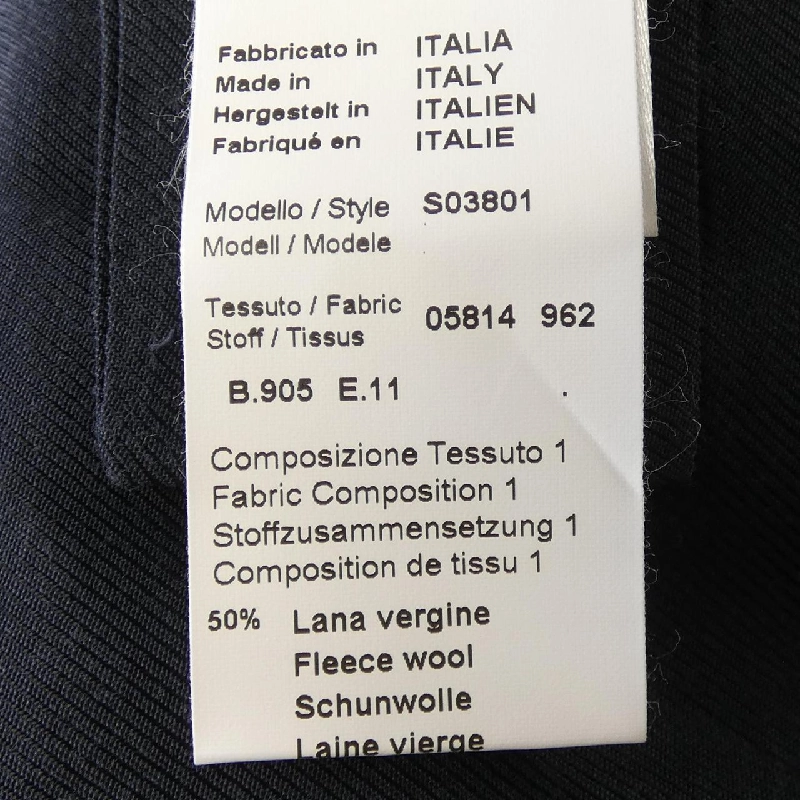 Fabbricato in ITALIA
Made in ITALY
Hergestelt in ITALIEN
Fabriqué en ITALIE
Modello / Style S03801
Modell / Modele
Tessuto / Fabric 05814 962
Stoff / Tissus
B.905 E.11
Composizione Tessuto 1
Fabric Composition 1
Stoffzusammensetzung 1
Composition de tissu 1
50% Lana vergine
Fleece wool
Schunwolle
Laine vierge